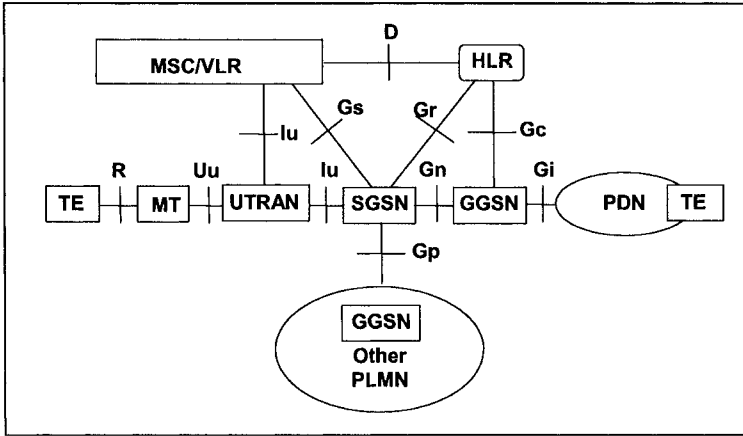 D
MSC/VLR
HLR
Gs
Gr
Iu
Gc
R
Uu
Iu
Gn
Gi
TE
MT
UTRAN
SGSN
GGSN
PDN
TE
Gp
GGSN
Other
PLMN